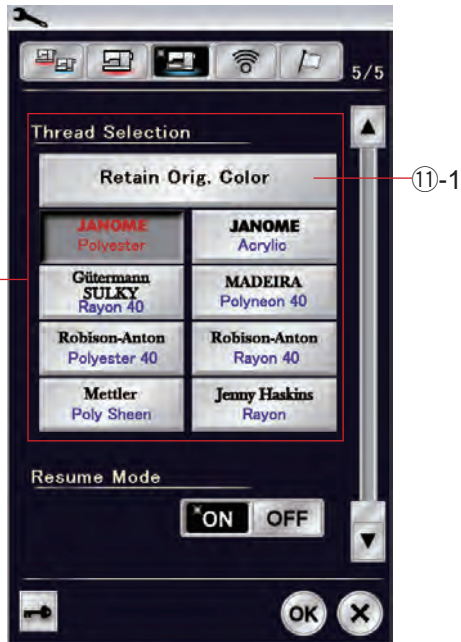 5/5
Thread Selection
Retain Orig. Color
⑪-1
JANOME
Polyester
JANOME
Acrylic
Gütermann
SULKY
Rayon 40
MADEIRA
Polyneon 40
Robison-Anton
Polyester 40
Robison-Anton
Rayon 40
Mettler
Poly Sheen
Jenny Haskins
Rayon
Resume Mode
ON OFF
OK